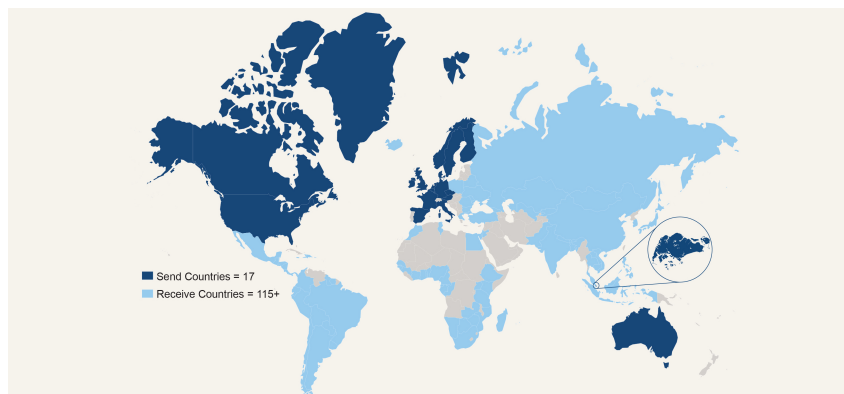 Send Countries = 17
Receive Countries = 115+